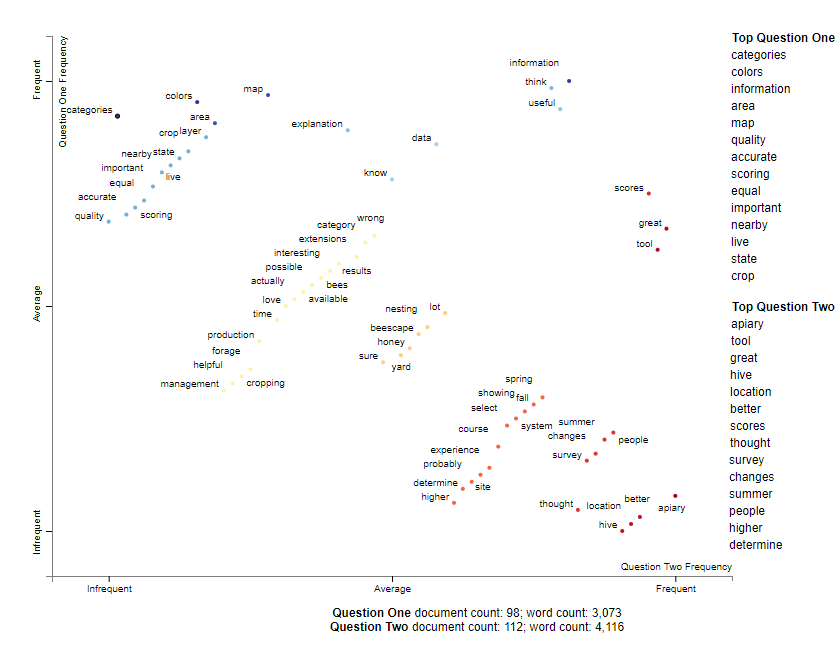 Frequent
Average
Infrequent
Question One Frequency
information
think
useful
map
colors
categories
area
layer
crop
explanation
data
state
nearby
important
live
equal
know
accurate
scoring
quality
scores
great
tool
wrong
category
extensions
interesting
results
possible
actually
bees
love
available
time
nesting
lot
beescape
production
honey
forage
sure
yard
helpful
management
cropping
spring
showing
fall
select
course
system
summer
changes
people
experience
survey
probably
determine
site
higher
thought
location
better
apiary
hive
Question Two Frequency
Infrequent
Average
Frequent
Top Question One
categories
colors
information
area
map
quality
accurate
scoring
equal
important
nearby
live
state
crop
Top Question Two
apiary
tool
great
hive
location
better
scores
thought
survey
changes
summer
people
higher
determine
Question One document count: 98; word count: 3,073
Question Two document count: 112; word count: 4,116